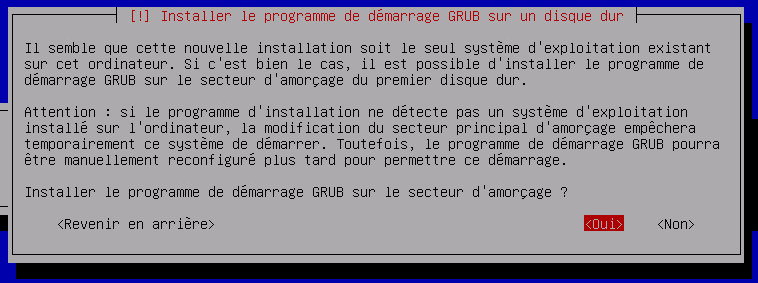 [!] Installer le programme de démarrage GRUB sur un disque dur
Il semble que cette nouvelle installation soit le seul système d'exploitation existant
sur cet ordinateur. Si c'est bien le cas, il est possible d'installer le programme de
démarrage GRUB sur le secteur d'amorçage du premier disque dur.
Attention : si le programme d'installation ne détecte pas un système d'exploitation
installé sur l'ordinateur, la modification du secteur principal d'amorçage empêchera
temporairement ce système de démarrer. Toutefois, le programme de démarrage GRUB pourra
être manuellement reconfiguré plus tard pour permettre ce démarrage.
Installer le programme de démarrage GRUB sur le secteur d'amorçage ?
<Revenir en arrière> <Oui> <Non>